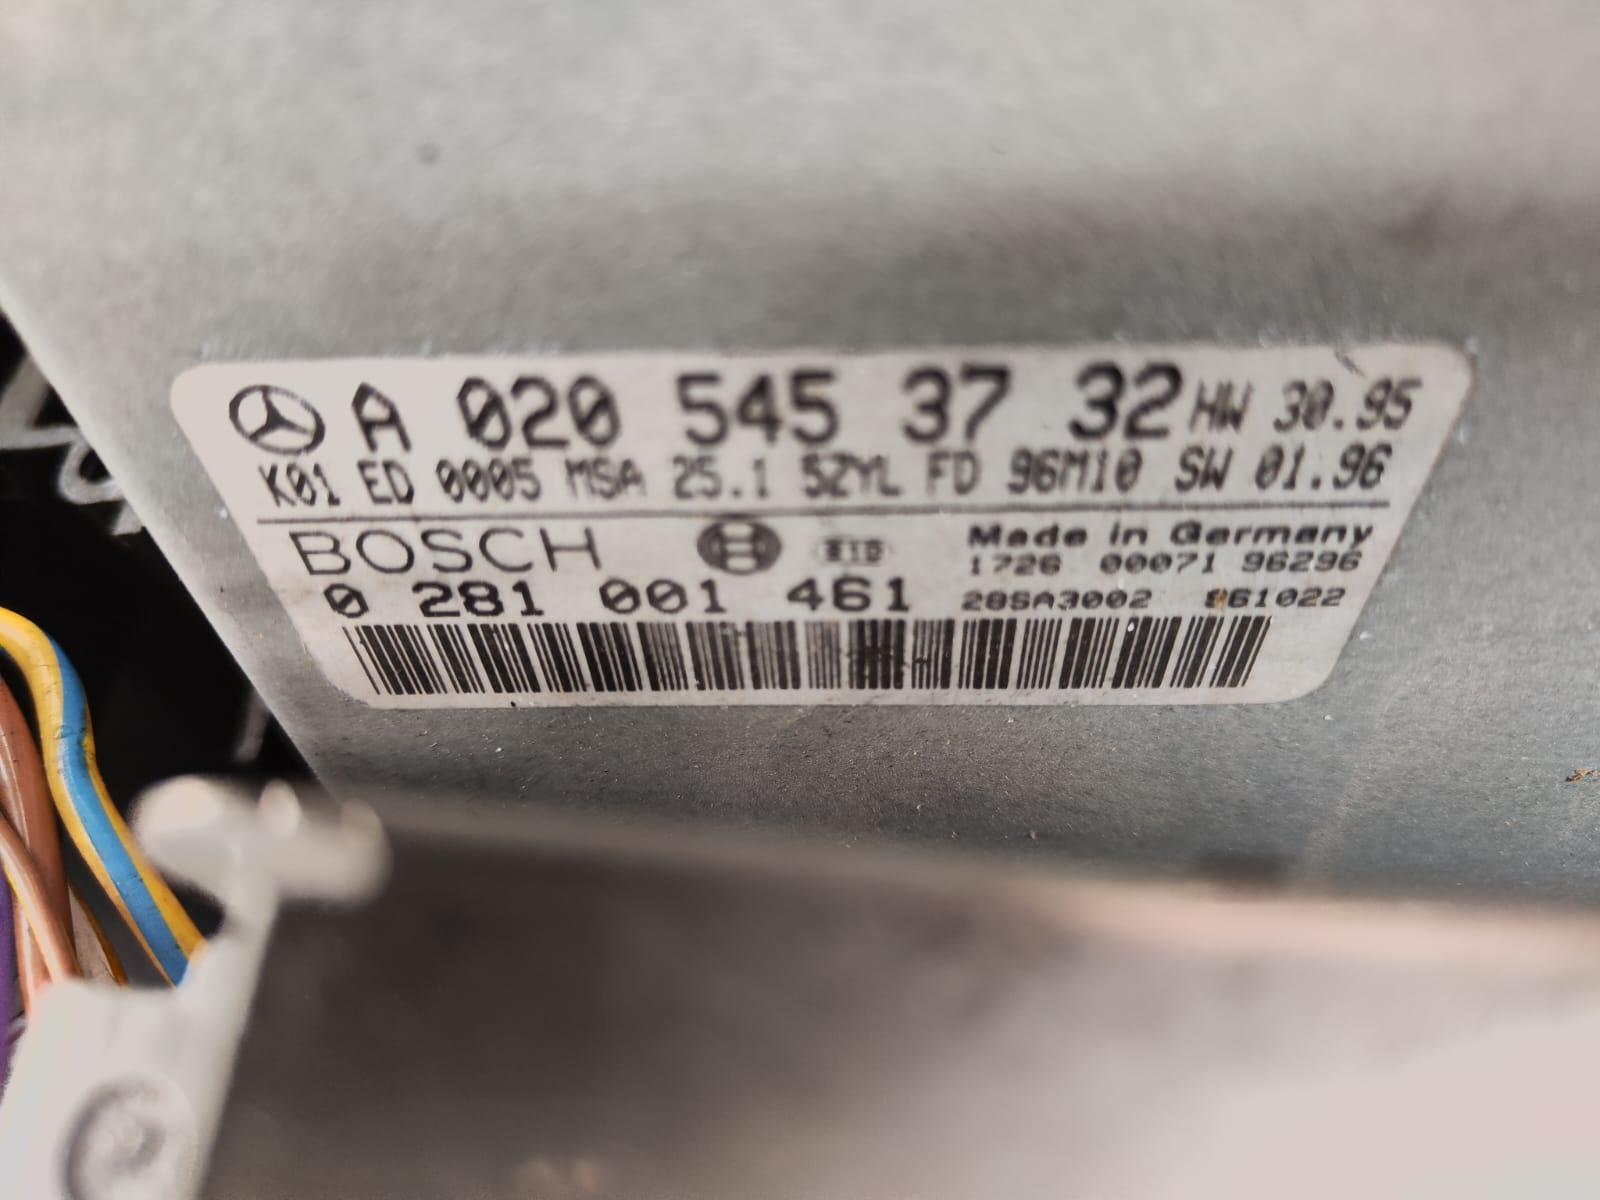 A 020 545 37 32 HW 30.95
K01 ED 0005 MSA 25.1 5ZYL FD 96M10 SW 01.96
BOSCH Made in Germany
1726 00071 96296
0 281 001 461 28SA3002 961022